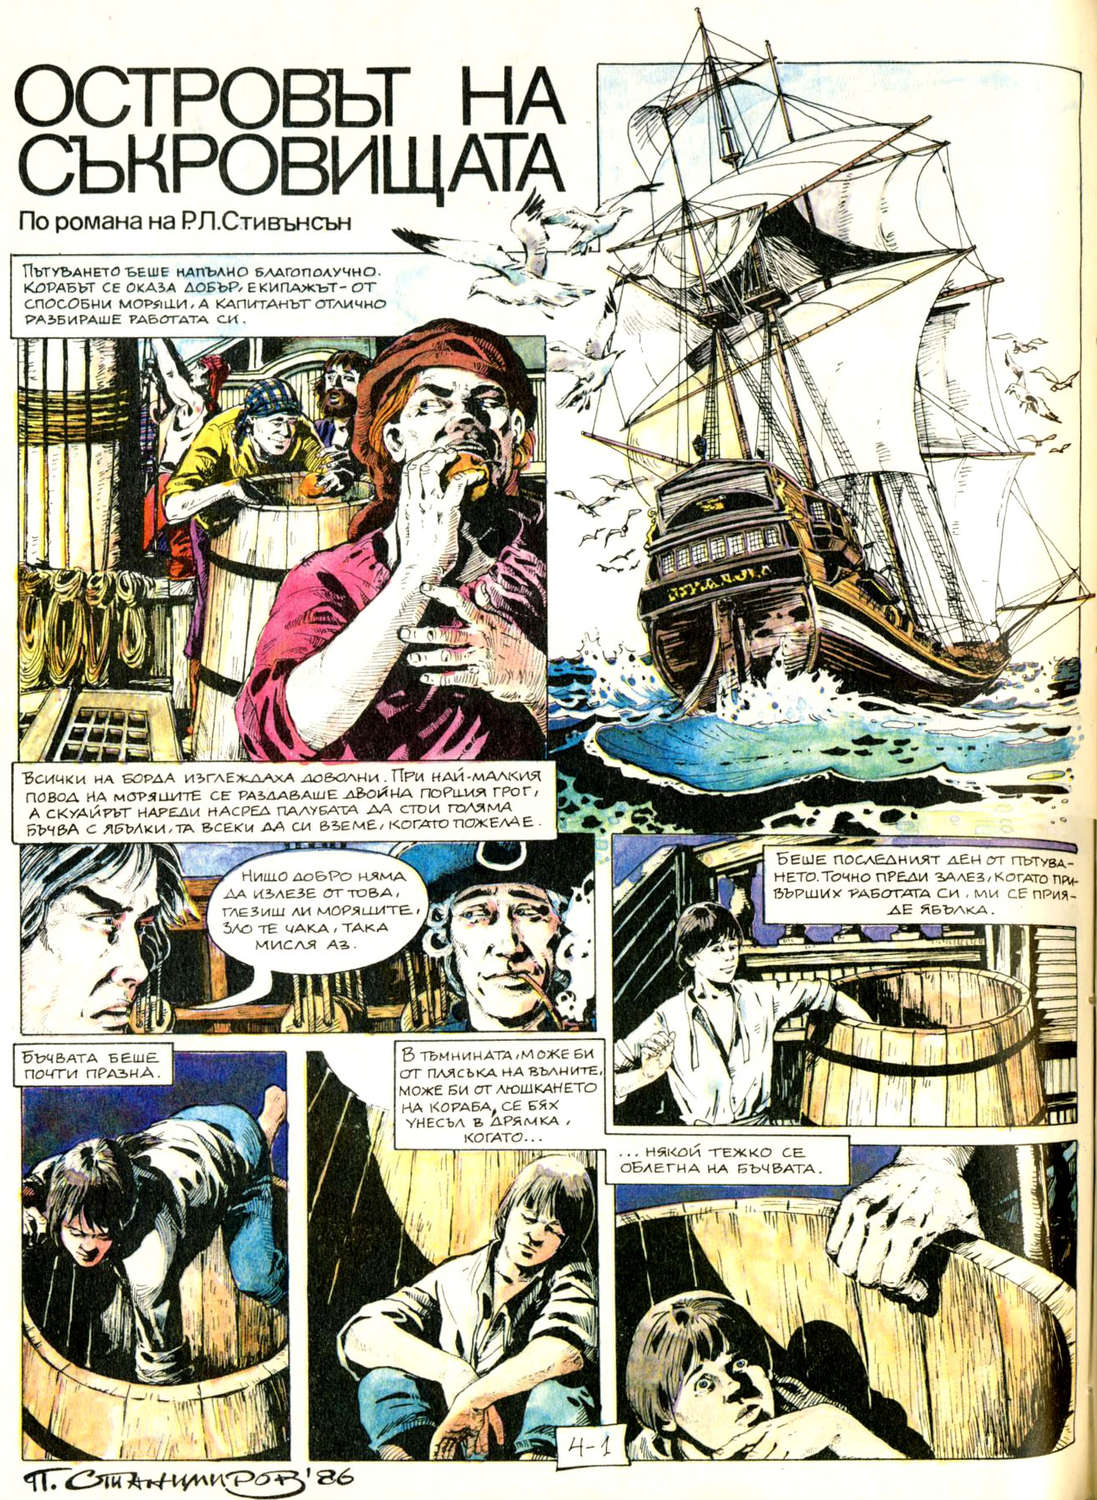 ОСТРОВЪТ НА
СЪКРОВИЩАТА
По романа на Р.Л.Стивънсън
ПЪТУВАНЕТО БЕШЕ НАПЪЛНО БЛАГОПОЛУЧНО.
КОРАБЪТ СЕ ОКАЗА ДОБЪР, ЕКИПАЖЪТ - ОТ
СПОСОБНИ МОРЯЦИ, А КАПИТАНЪТ ОТЛИЧНО
РАЗБИРАШЕ РАБОТАТА СИ.
ВСИЧКИ НА БОРДА ИЗГЛЕЖДАХА ДОВОЛНИ. ПРИ НАЙ-МАЛКИЯ
ПОВОД НА МОРЯЦИТЕ СЕ РАЗДАВАШЕ ДВОЙНА ПОРЦИЯ ГРОГ,
А СКУАЙРЪТ НАРЕДИ НАСРЕД ПАЛУБАТА ДА СТОИ ГОЛЯМА
БЪЧВА С ЯБЪЛКИ, ТА ВСЕКИ ДА СИ ВЗЕМЕ, КОГАТО ПОЖЕЛАЕ.
НИЩО ДОБРО НЯМА
ДА ИЗЛЕЗЕ ОТ ТОВА,
ГЛЕЗИШ ЛИ МОРЯЦИТЕ,
ЗЛО ТЕ ЧАКА, ТАКА
МИСЛЯ АЗ.
БЕШЕ ПОСЛЕДНИЯТ ДЕН ОТ ПЪТУВА-
НЕТО. ТОЧНО ПРЕДИ ЗАЛЕЗ, КОГАТО ПРИ-
ВЪРШИХ РАБОТАТА СИ, МИ СЕ ПРИЯ-
ДЕ ЯБЪЛКА.
БЪЧВАТА БЕШЕ
ПОЧТИ ПРАЗНА.
В ТЪМНИНАТА, МОЖЕ БИ
ОТ ПЛЯСЪКА НА ВЪЛНИТЕ,
МОЖЕ БИ ОТ ЛЮШКАНЕТО
НА КОРАБА, СЕ БЯХ
УНЕСЪЛ В ДРЯМКА,
КОГАТО...
...НЯКОЙ ТЕЖКО СЕ
ОБЛЕГНА НА БЪЧВАТА.
4-1
П. СТАНИМИРОВ '86